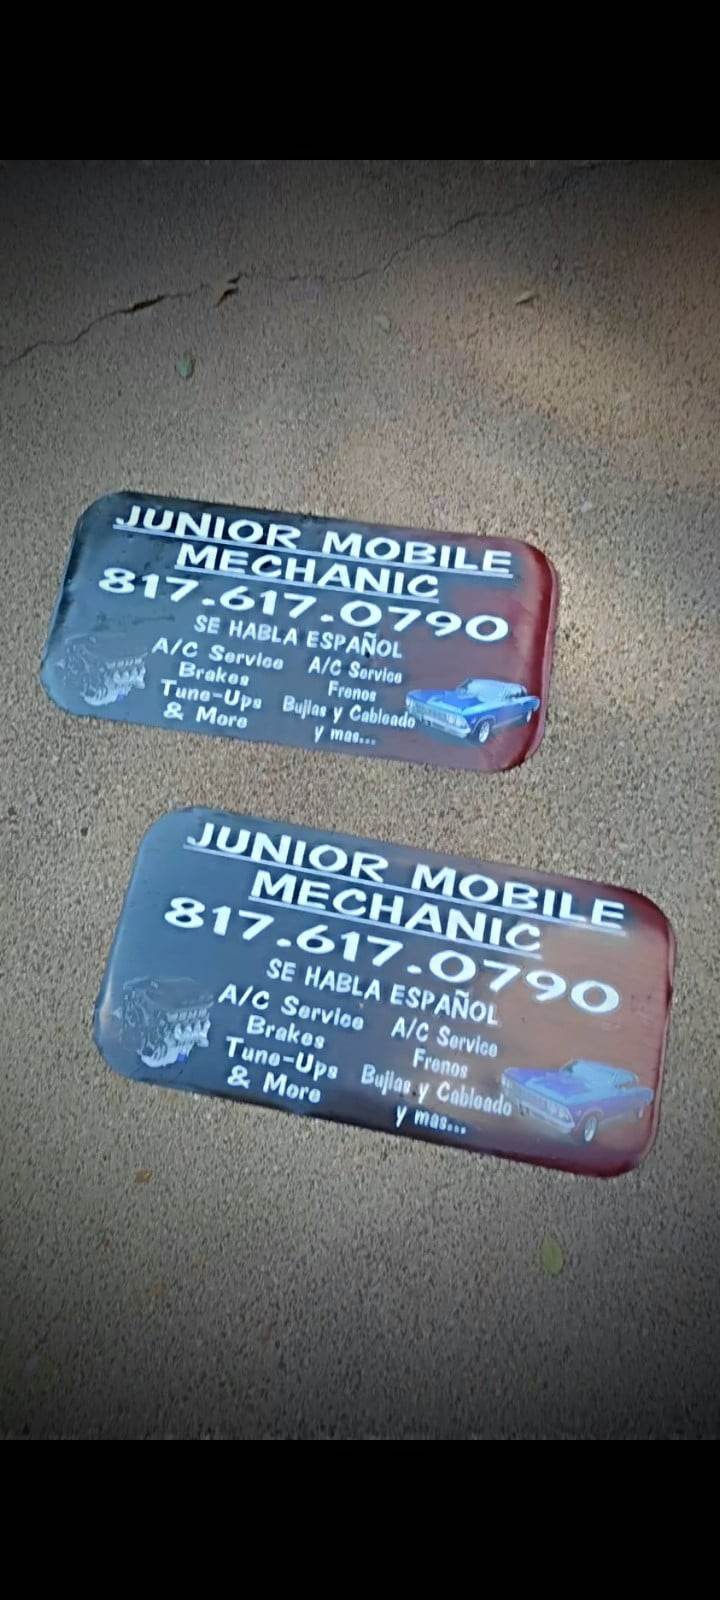 JUNIOR MOBILE
MECHANIC
817.617.0790
SE HABLA ESPAÑOL
A/C Service
Brakes
Tune-Ups
& More
A/C Service
Frenos
Bujias y Cableado
y mas...
JUNIOR MOBILE
MECHANIC
817.617.0790
SE HABLA ESPAÑOL
A/C Service
Brakes
Tune-Ups
& More
A/C Service
Frenos
Bujias y Cableado
y mas...